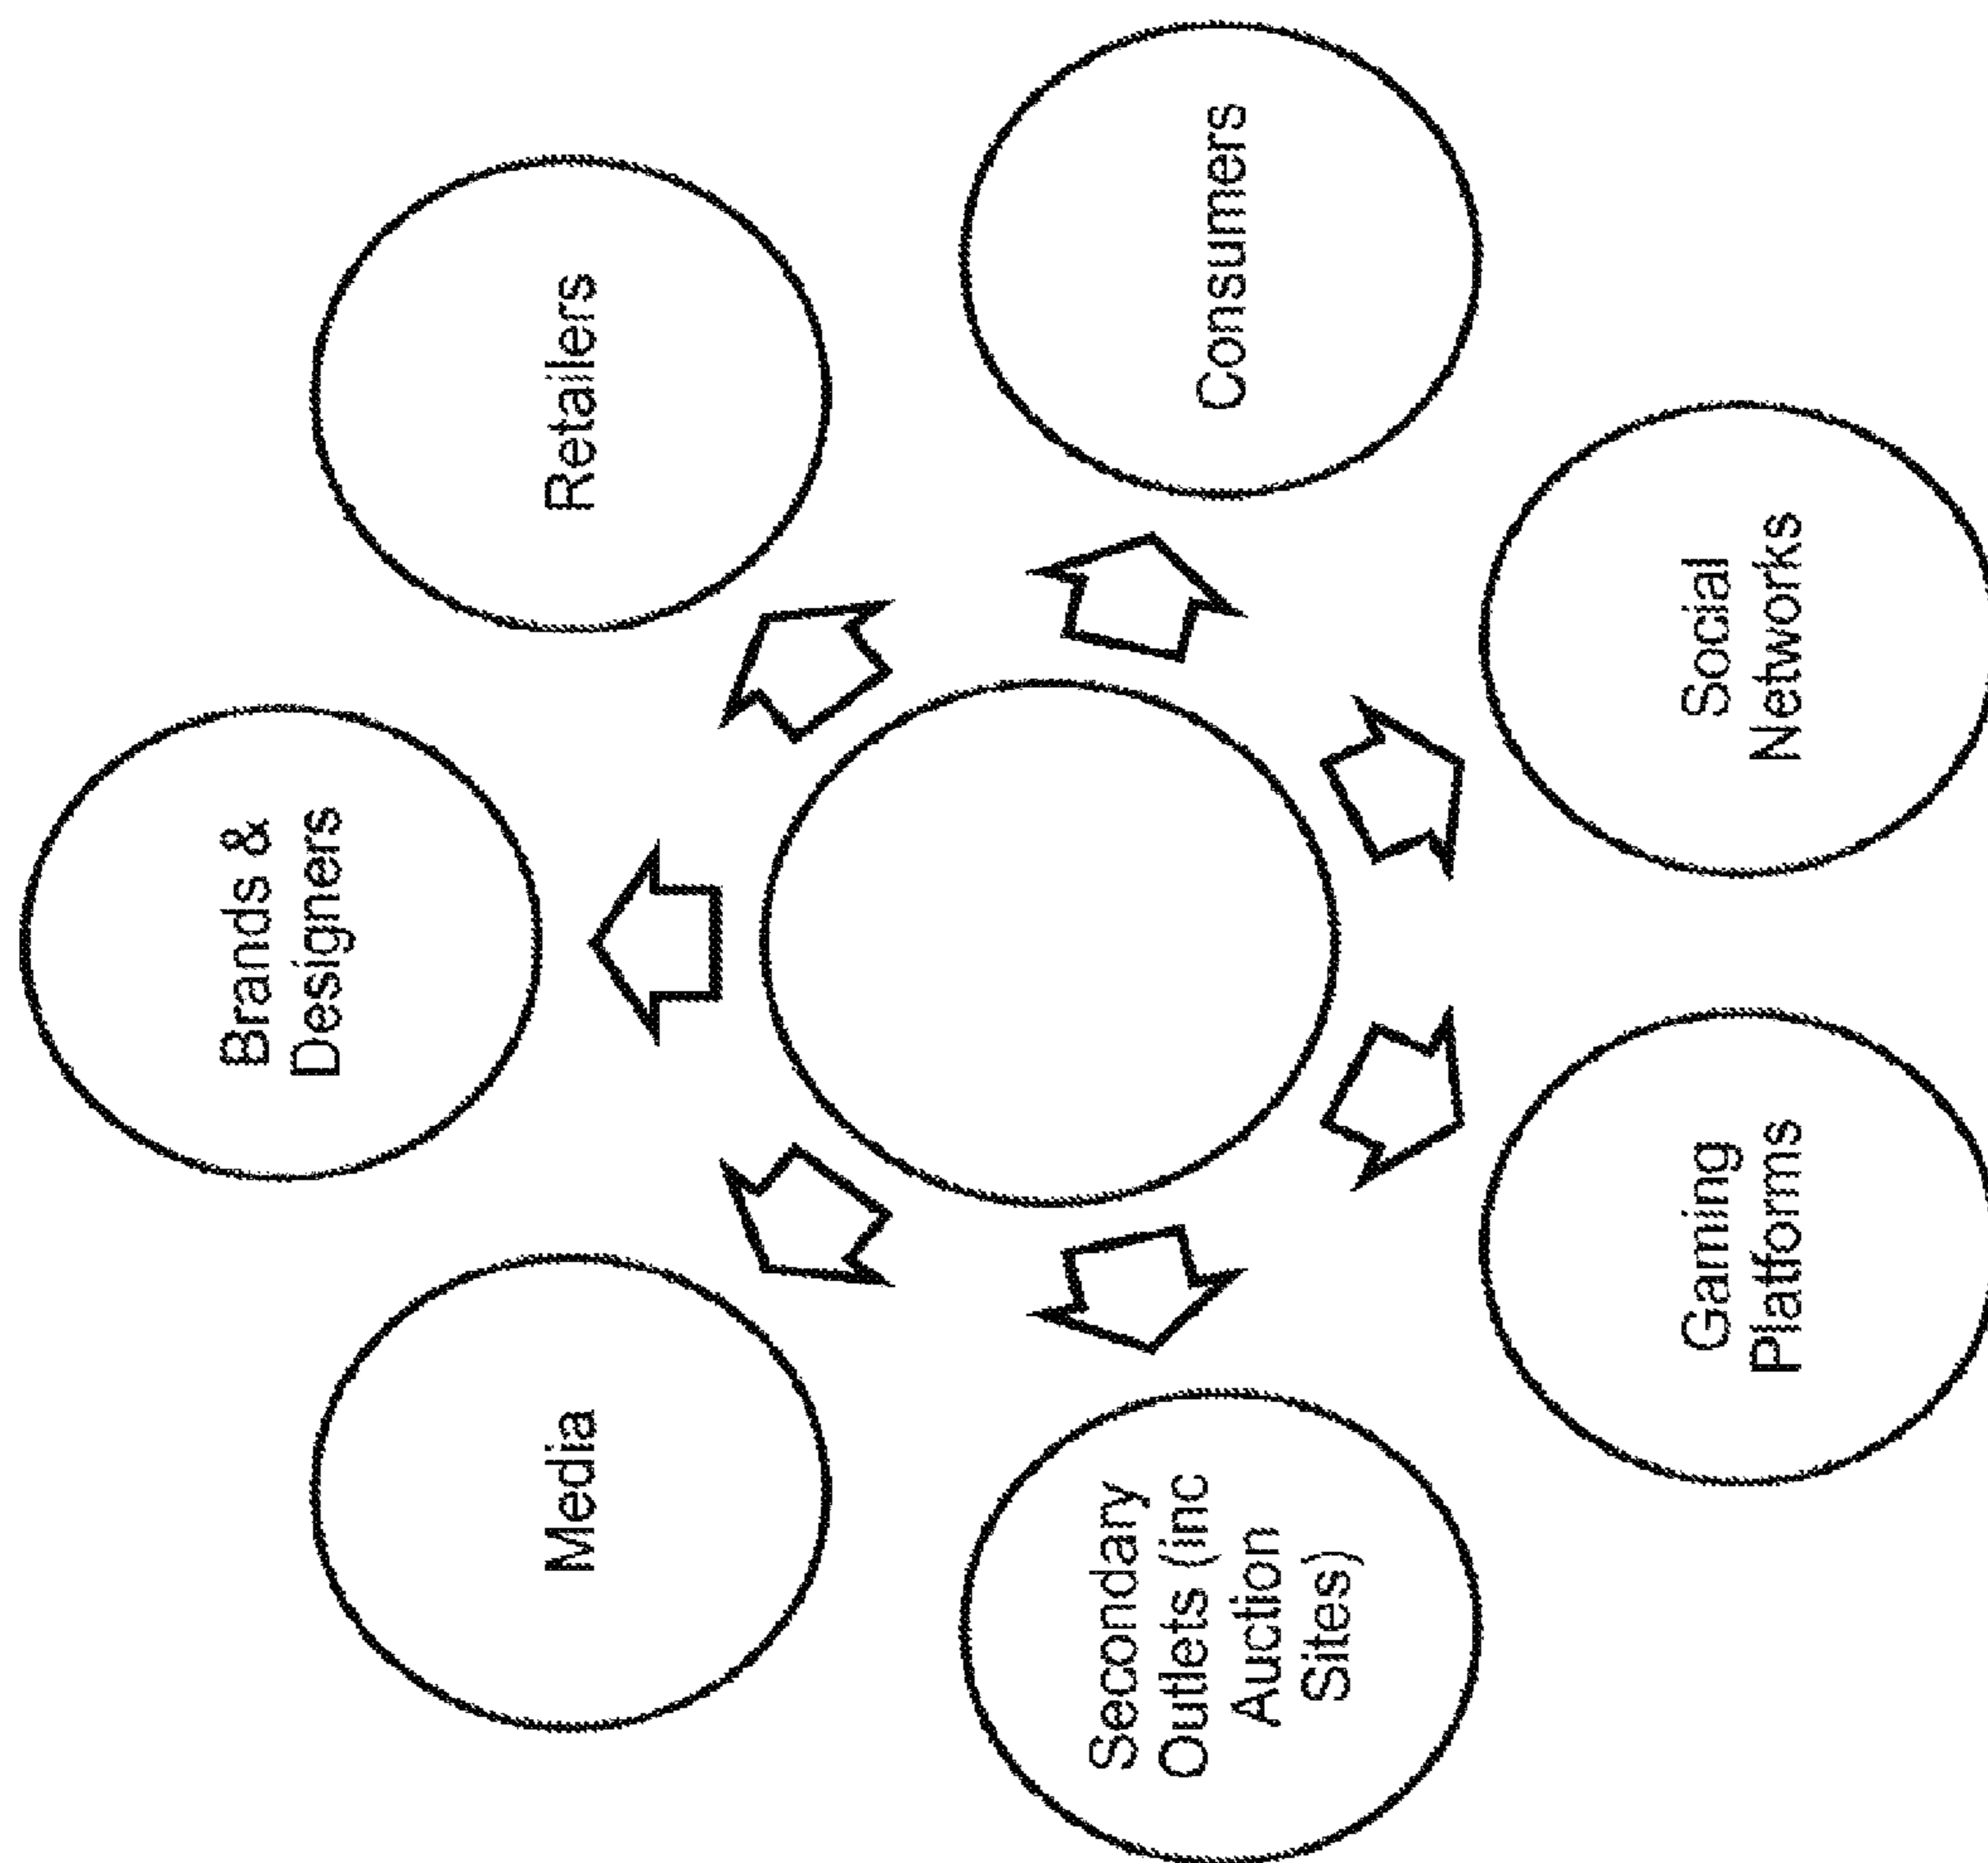 Retailers
Consumers
Brands &
Designers
Social
Networks
Media
Secondary
Outlets (inc
Auction
Sites)
Gaming
Platforms